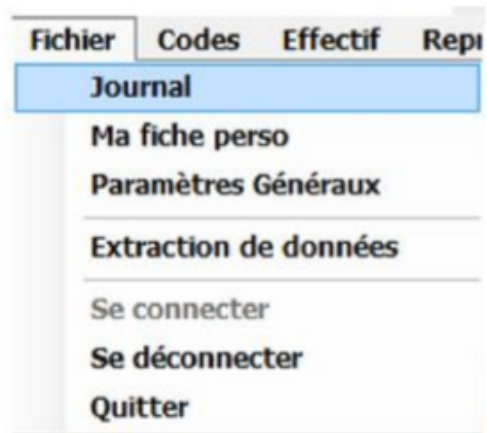 Fichier Codes Effectif
Journal
Ma fiche perso
Paramètres Généraux
Extraction de données
Se connecter
Se déconnecter
Quitter